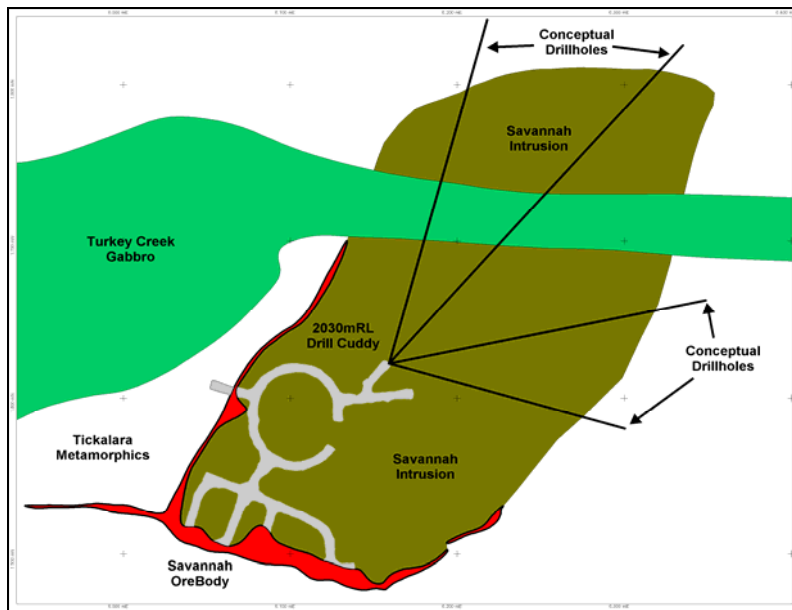 Conceptual
Drillholes
Savannah
Intrusion
Turkey Creek
Gabbro
2030mRL
Drill Cuddy
Conceptual
Drillholes
Tickalara
Metamorphics
Savannah
Intrusion
Savannah
OreBody